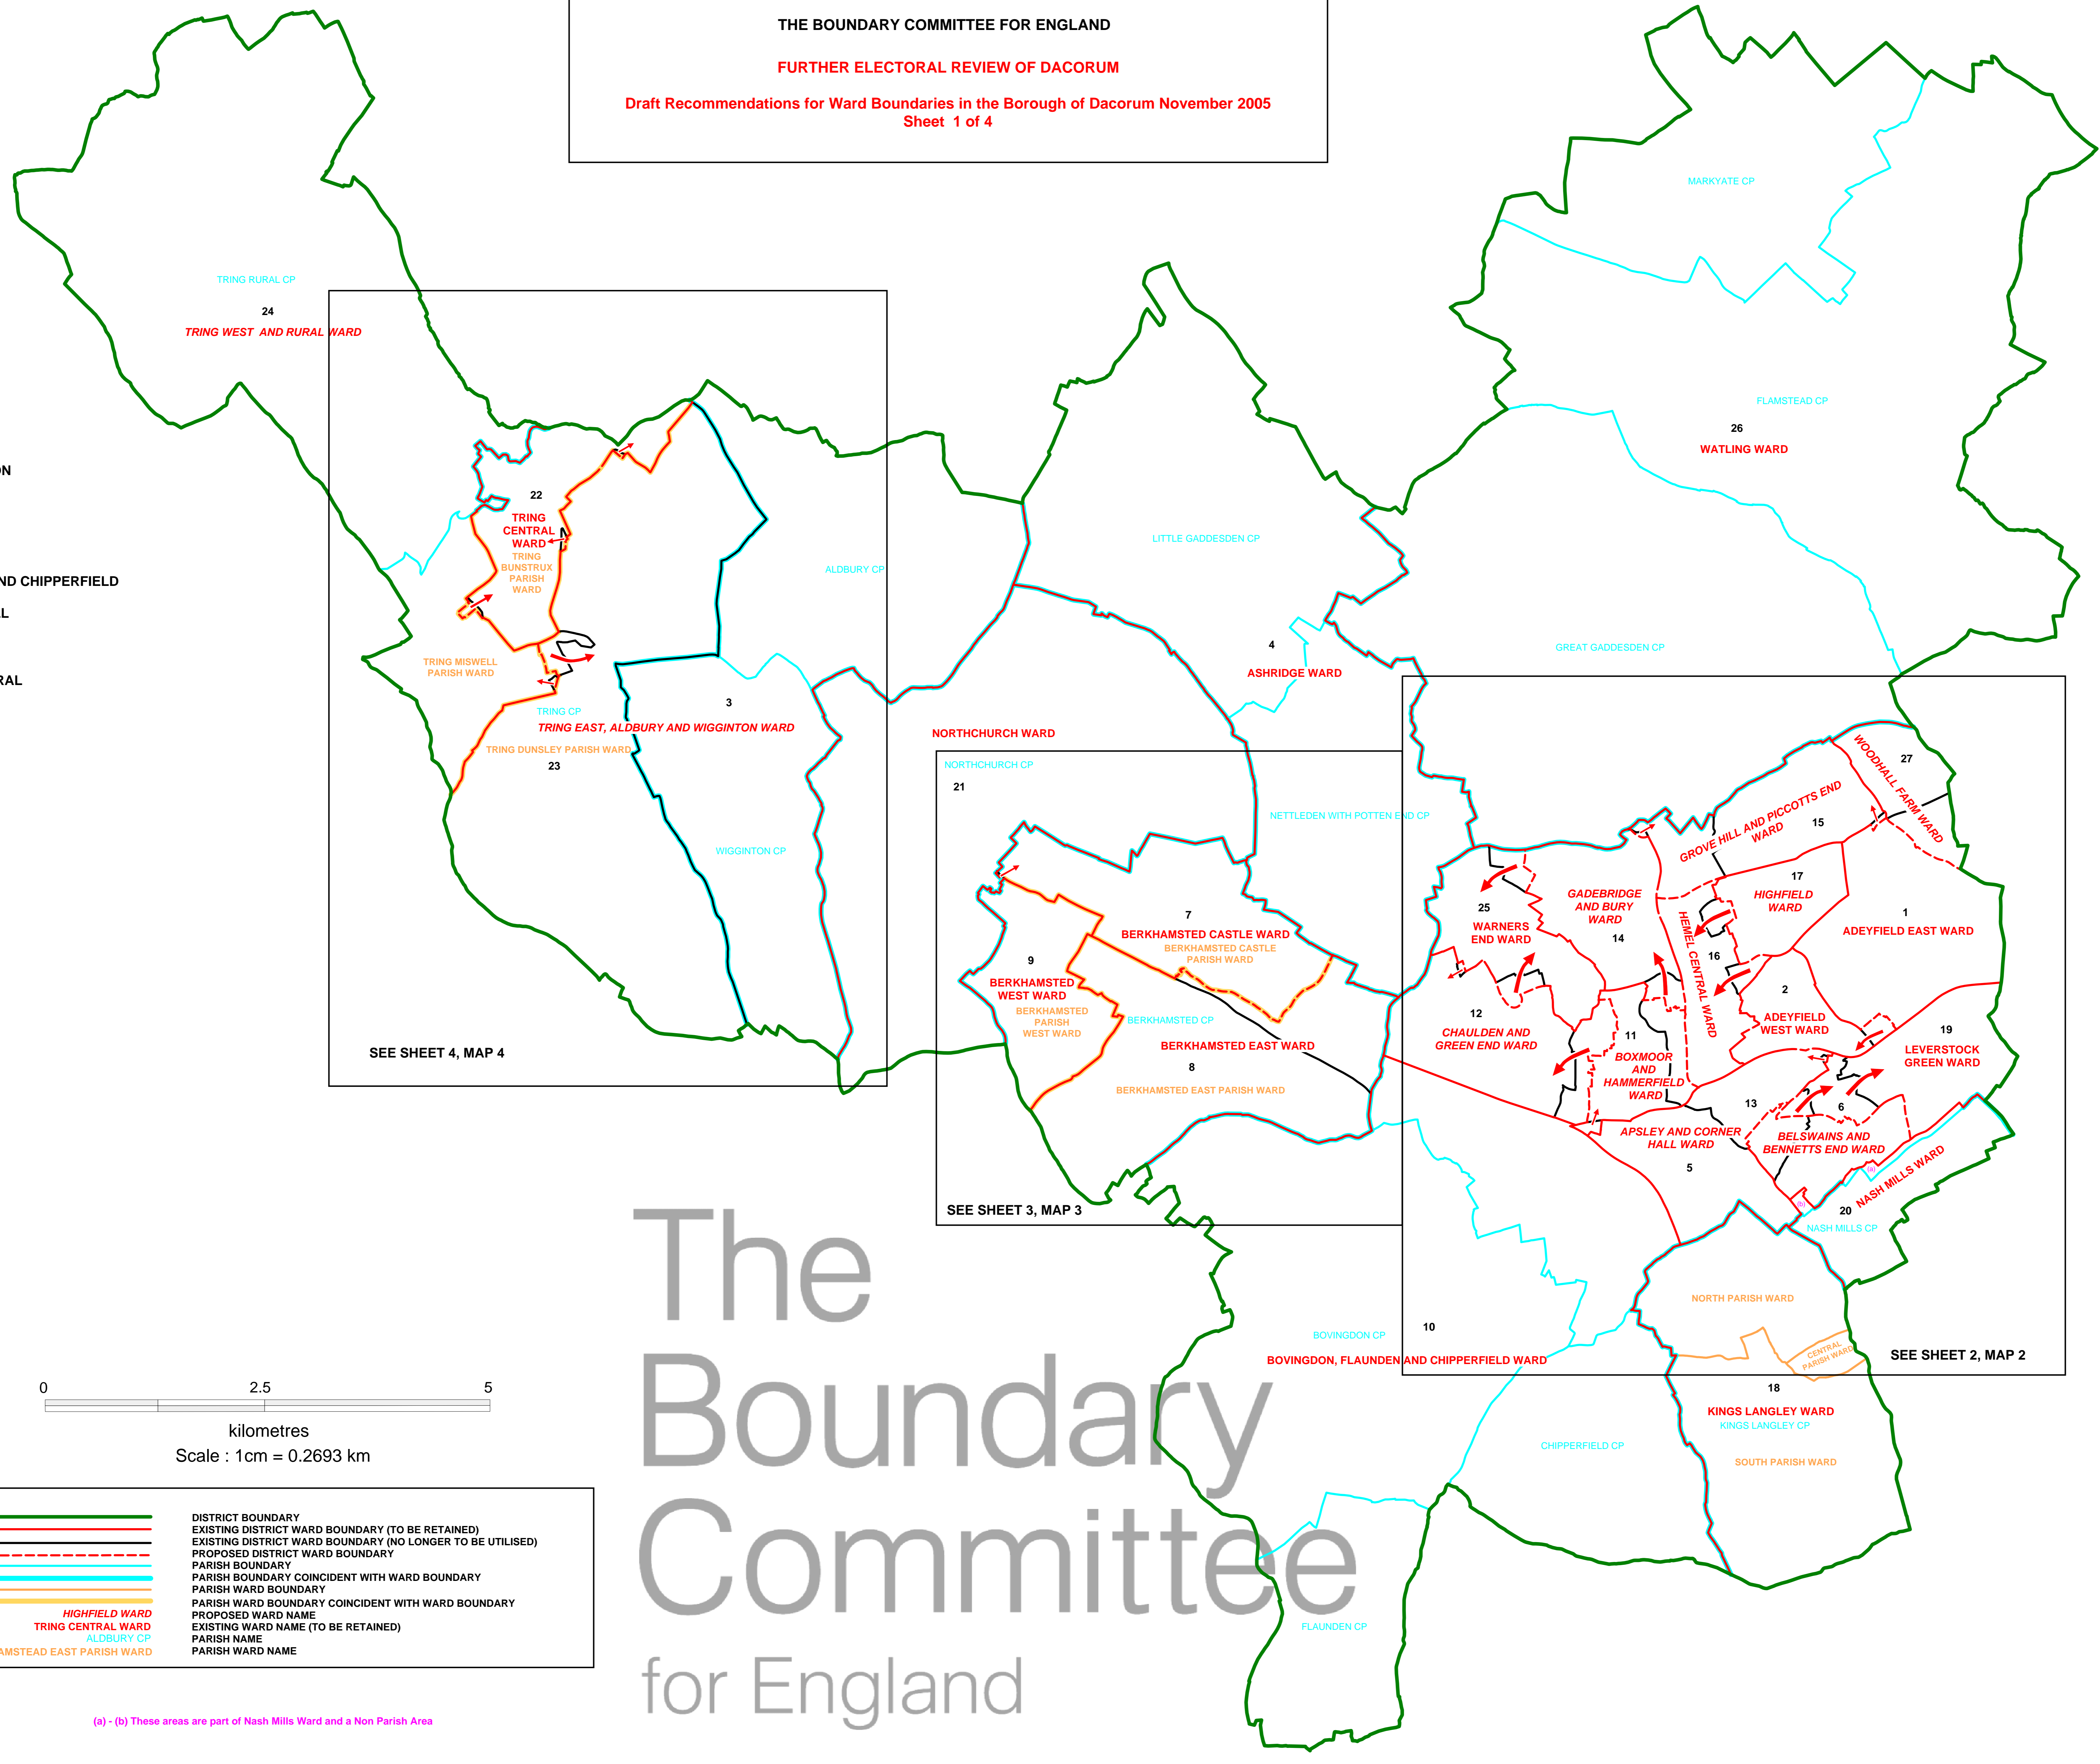 THE BOUNDARY COMMITTEE FOR ENGLAND
FURTHER ELECTORAL REVIEW OF DACORUM
Draft Recommendations for Ward Boundaries in the Borough of Dacorum November 2005
Sheet 1 of 4
MARKYATE CP
TRING RURAL CP
24
TRING WEST AND RURAL WARD
FLAMSTEAD CP
26
WATLING WARD
ND CHIPPERFIELD
22
TRING
CENTRAL
WARD
TRING
BUNSTRUX
PARISH
WARD
ALDBURY CP
LITTLE GADDESDEN CP
4
ASHRIDGE WARD
GREAT GADDESDEN CP
TRING MISWELL
PARISH WARD
TRING CP
3
TRING EAST, ALDBURY AND WIGGINTON WARD
TRING DUNSLEY PARISH WARD
23
WIGGINTON CP
SEE SHEET 4, MAP 4
NORTHCHURCH WARD
NORTHCHURCH CP
21
NETTLEDEN WITH POTTEN END CP
7
BERKHAMSTED CASTLE WARD
BERKHAMSTED CASTLE
PARISH WARD
9
BERKHAMSTED
WEST WARD
BERKHAMSTED
PARISH
WEST WARD
BERKHAMSTED CP
BERKHAMSTED EAST WARD
8
BERKHAMSTED EAST PARISH WARD
SEE SHEET 3, MAP 3
WOODHALL FARM WARD
27
GROVE HILL AND PICCOTTS END
WARD
15
17
HIGHFIELD
WARD
GADEBRIDGE
AND BURY
WARD
14
25
WARNERS
END WARD
1
ADEYFIELD EAST WARD
HEMEL CENTRAL WARD
16
2
ADEYFIELD
WEST WARD
12
CHAULDEN AND
GREEN END WARD
11
BOXMOOR
AND
HAMMERFIELD
WARD
19
LEVERSTOCK
GREEN WARD
13
6
APSLEY AND CORNER
HALL WARD
5
BELSWAINS AND
BENNETTS END WARD
(a)
(b)
NASH MILLS WARD
20
NASH MILLS CP
NORTH PARISH WARD
CENTRAL
PARISH WARD
SEE SHEET 2, MAP 2
BOVINGDON CP
10
BOVINGDON, FLAUNDEN AND CHIPPERFIELD WARD
18
KINGS LANGLEY WARD
KINGS LANGLEY CP
CHIPPERFIELD CP
SOUTH PARISH WARD
FLAUNDEN CP
The
Boundary
Committee
for England
0 2.5 5
kilometres
Scale : 1cm = 0.2693 km
DISTRICT BOUNDARY
EXISTING DISTRICT WARD BOUNDARY (TO BE RETAINED)
EXISTING DISTRICT WARD BOUNDARY (NO LONGER TO BE UTILISED)
PROPOSED DISTRICT WARD BOUNDARY
PARISH BOUNDARY
PARISH BOUNDARY COINCIDENT WITH WARD BOUNDARY
PARISH WARD BOUNDARY
PARISH WARD BOUNDARY COINCIDENT WITH WARD BOUNDARY
HIGHFIELD WARD PROPOSED WARD NAME
TRING CENTRAL WARD EXISTING WARD NAME (TO BE RETAINED)
ALDBURY CP PARISH NAME
AMSTEAD EAST PARISH WARD PARISH WARD NAME
(a) - (b) These areas are part of Nash Mills Ward and a Non Parish Area